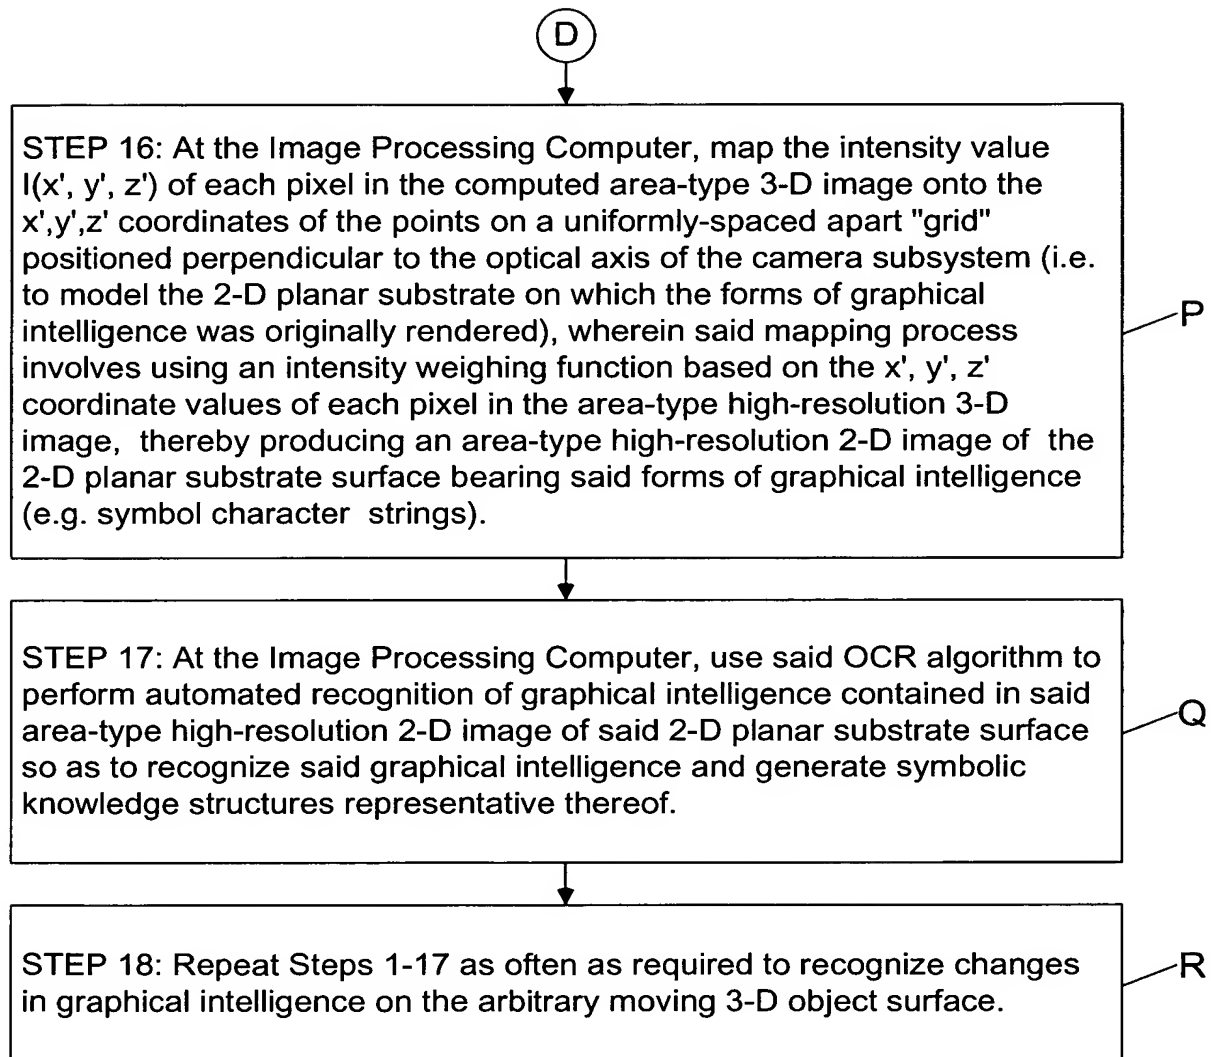 D
STEP 16: At the Image Processing Computer, map the intensity value
I(x', y', z') of each pixel in the computed area-type 3-D image onto the
x',y',z' coordinates of the points on a uniformly-spaced apart "grid"
positioned perpendicular to the optical axis of the camera subsystem (i.e.
to model the 2-D planar substrate on which the forms of graphical
intelligence was originally rendered), wherein said mapping process
involves using an intensity weighing function based on the x', y', z'
coordinate values of each pixel in the area-type high-resolution 3-D
image, thereby producing an area-type high-resolution 2-D image of the
2-D planar substrate surface bearing said forms of graphical intelligence
(e.g. symbol character strings).
P
STEP 17: At the Image Processing Computer, use said OCR algorithm to
perform automated recognition of graphical intelligence contained in said
area-type high-resolution 2-D image of said 2-D planar substrate surface
so as to recognize said graphical intelligence and generate symbolic
knowledge structures representative thereof.
Q
STEP 18: Repeat Steps 1-17 as often as required to recognize changes
in graphical intelligence on the arbitrary moving 3-D object surface.
R